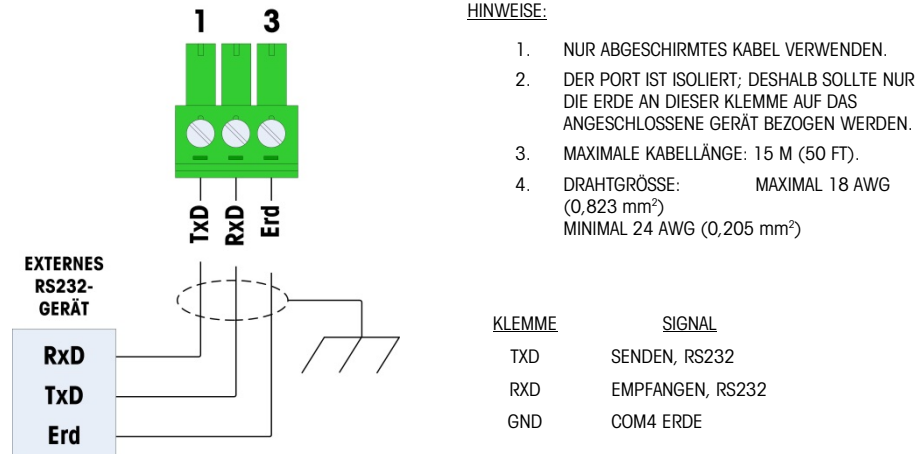 1 3
TxD
RxD
Erd
EXTERNES
RS232-
GERÄT
RxD
TxD
Erd
HINWEISE:
1. NUR ABGESCHIRMTES KABEL VERWENDEN.
2. DER PORT IST ISOLIERT; DESHALB SOLLTE NUR
DIE ERDE AN DIESER KLEMME AUF DAS
ANGESCHLOSSENE GERÄT BEZOGEN WERDEN.
3. MAXIMALE KABELLÄNGE: 15 M (50 FT).
4. DRAHTGRÖSSE: MAXIMAL 18 AWG
(0,823 mm²)
MINIMAL 24 AWG (0,205 mm²)
KLEMME SIGNAL
TXD SENDEN, RS232
RXD EMPFANGEN, RS232
GND COM4 ERDE